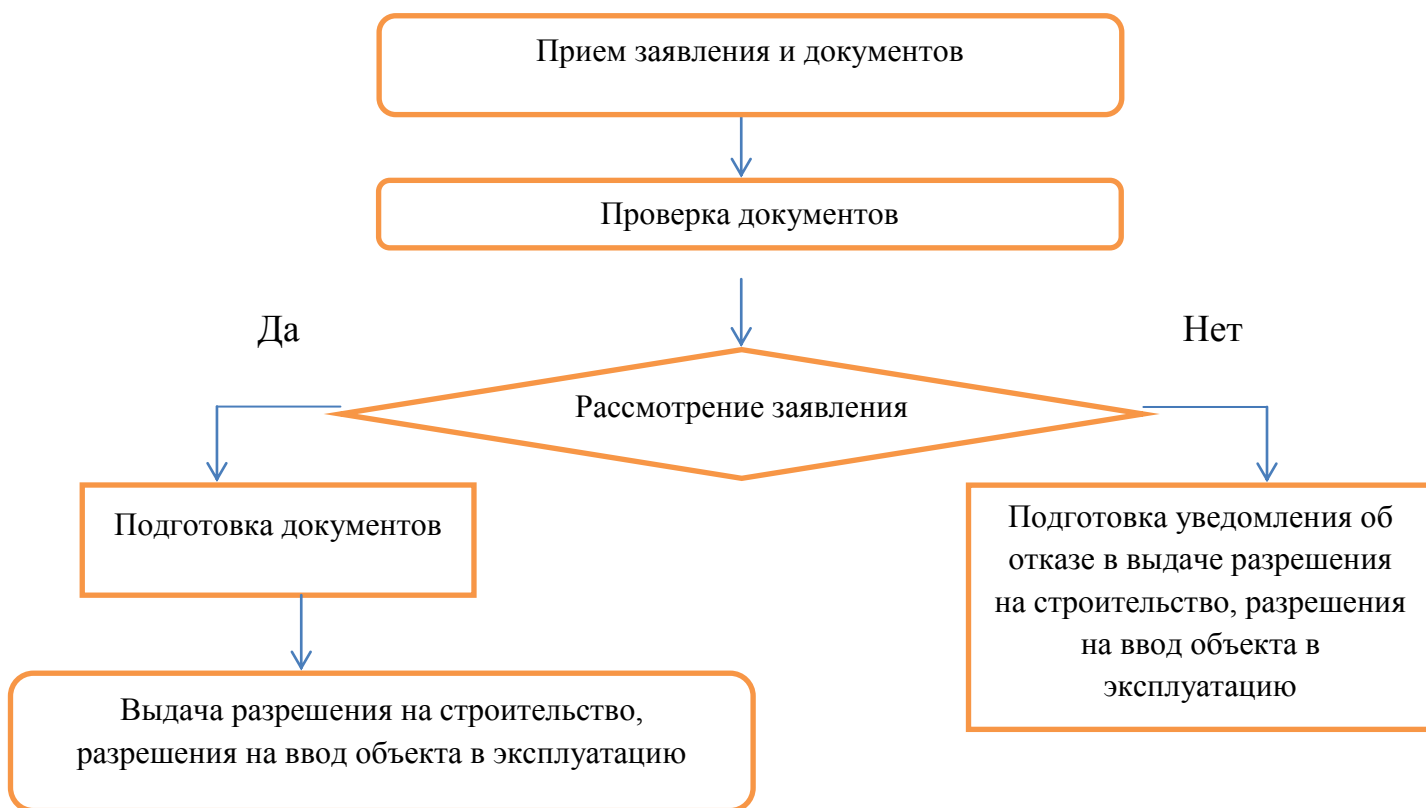 Прием заявления и документов
Проверка документов
Да
Нет
Рассмотрение заявления
Подготовка документов
Подготовка уведомления об
отказе в выдаче разрешения
на строительство, разрешения
на ввод объекта в
эксплуатацию
Выдача разрешения на строительство,
разрешения на ввод объекта в эксплуатацию